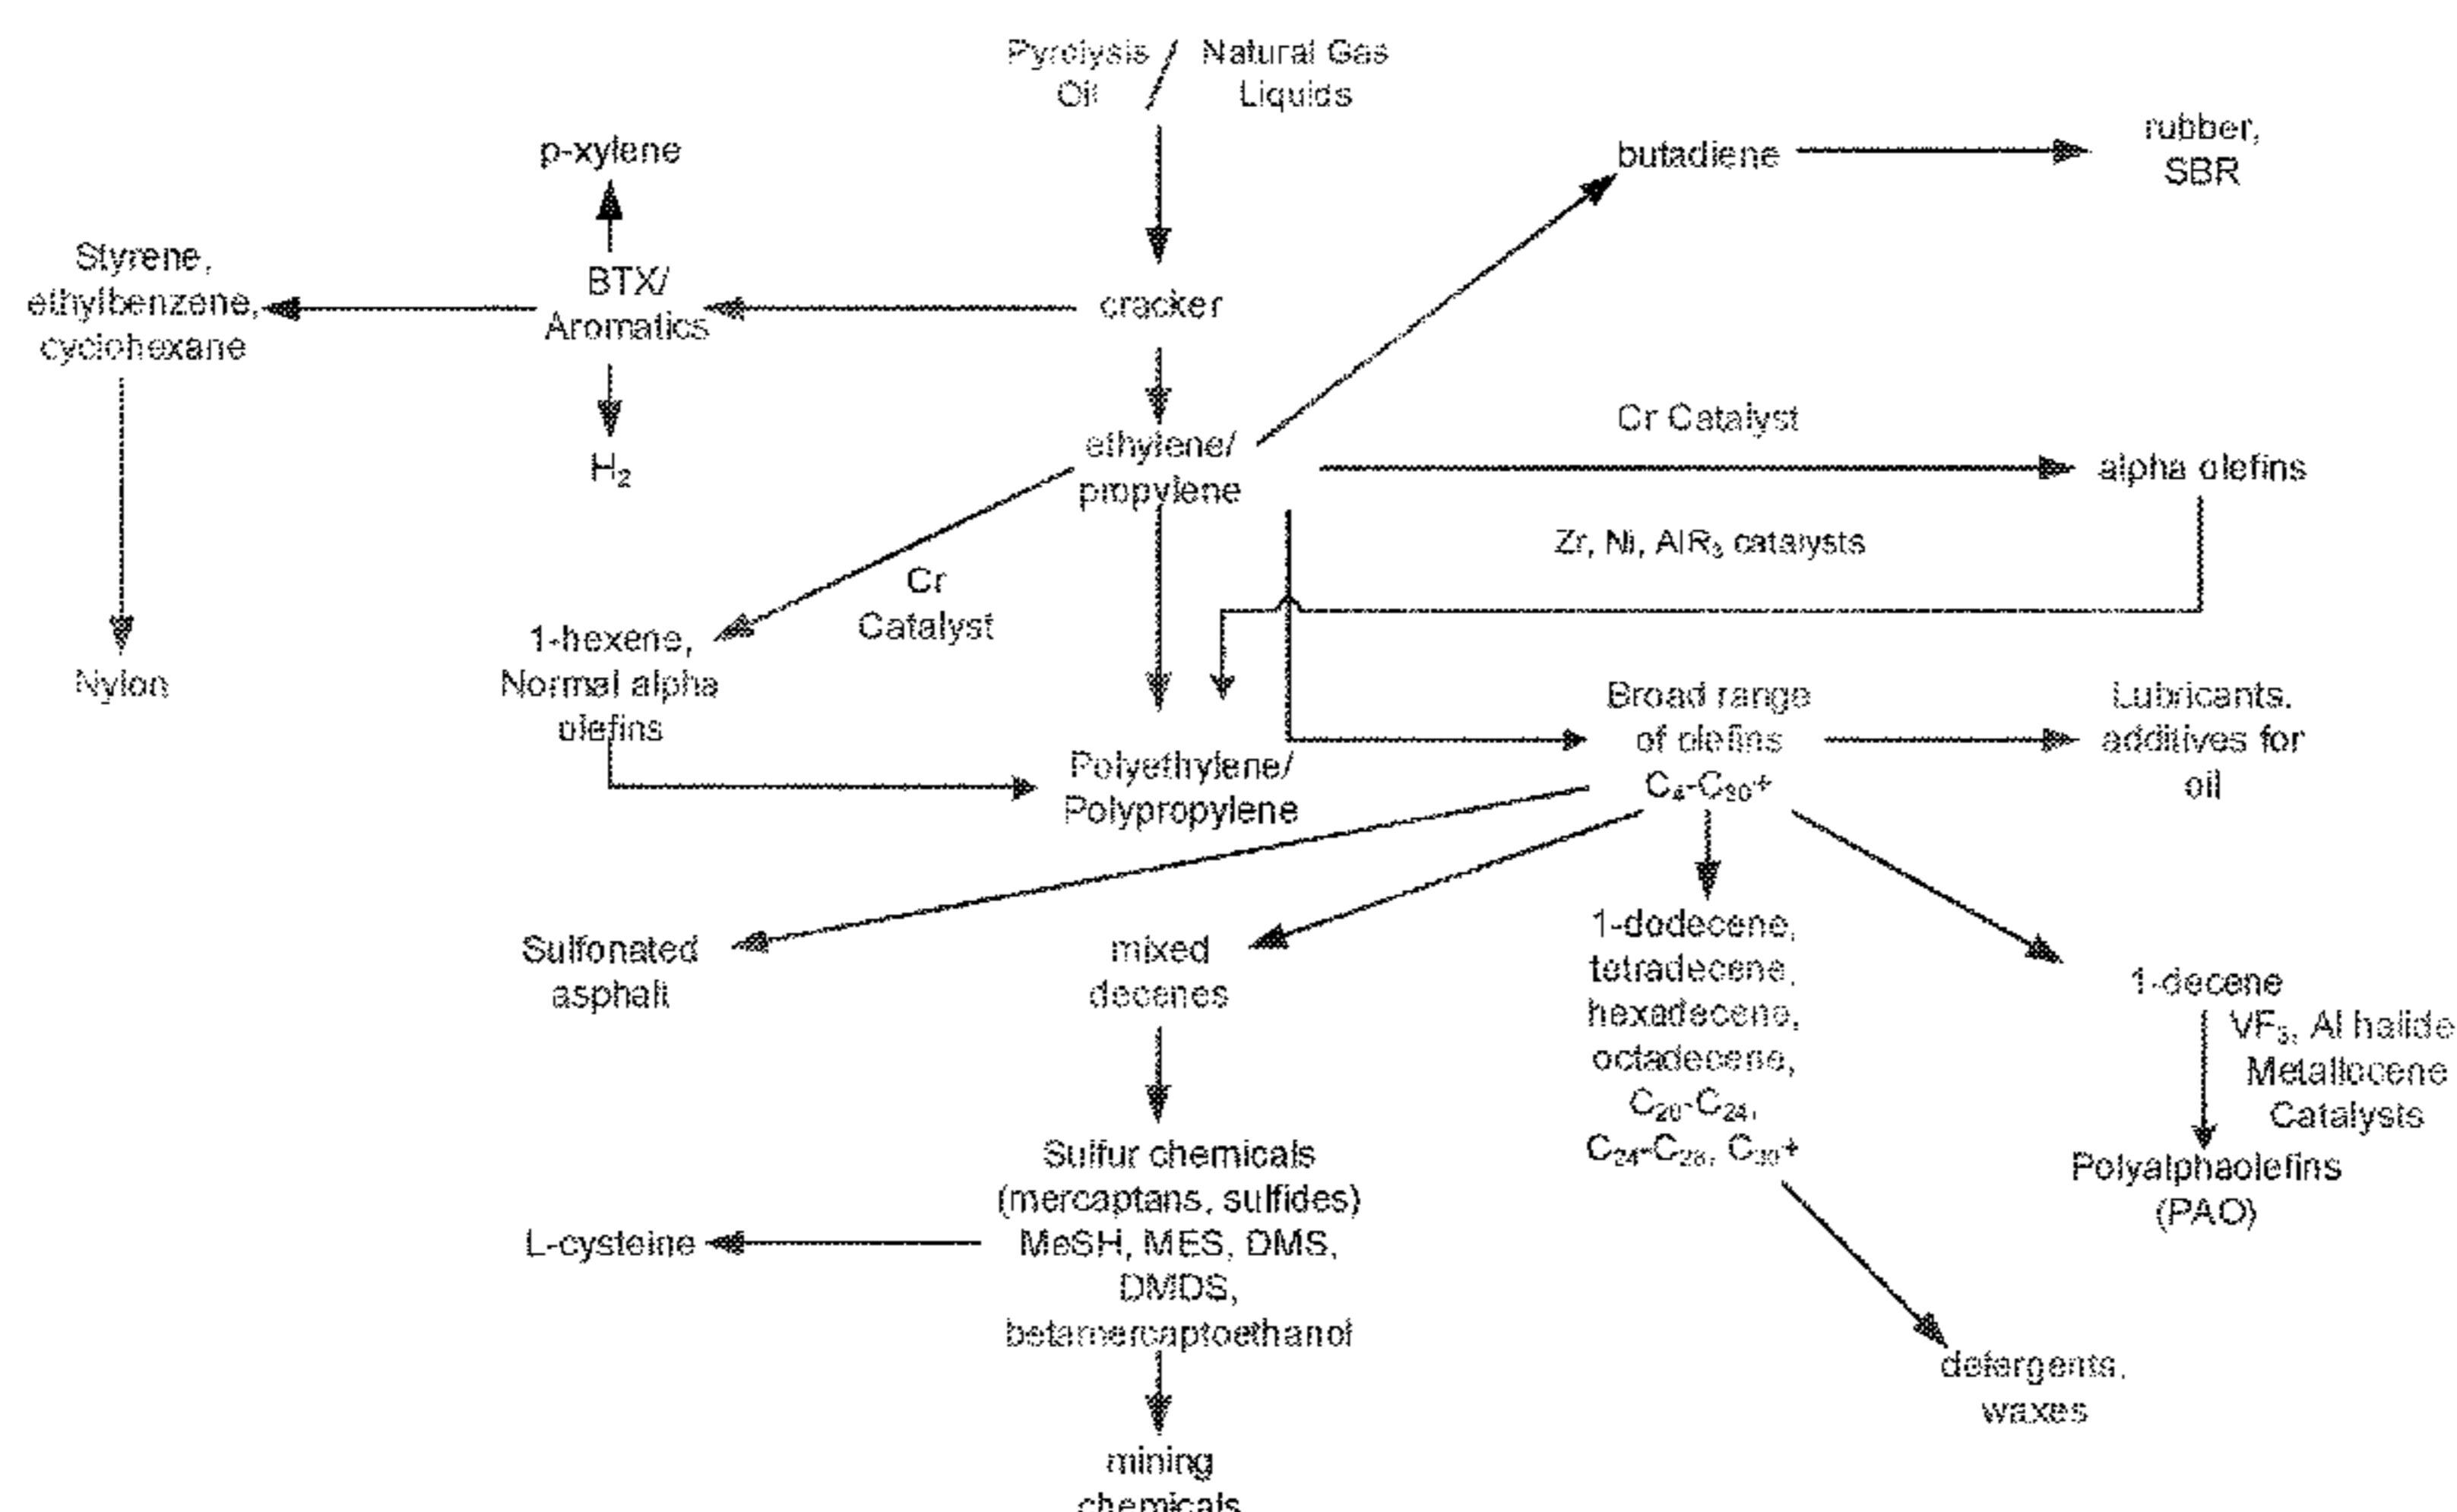 Pyrolysis / Natural Gas
Oil Liquids
p-xylene
butadiene
rubber,
SBR
Styrene,
ethylbenzene,
cyclohexane
BTX/
Aromatics
cracker
H₂
ethylene/
propylene
Cr Catalyst
alpha olefins
Zr, Ni, AlR₃ catalysts
Cr
Catalyst
1-hexene,
Normal alpha
olefins
Nylon
Polyethylene/
Polypropylene
Broad range
of olefins
C₄-C₃₀+
Lubricants.
additives for
oil
Sulfonated
asphalt
mixed
decenes
1-dodecene,
tetradecene,
hexadecene,
octadecene,
C₂₀-C₂₄,
C₂₄-C₂₈, C₃₀+
1-decene
VF₃, Al halide
Metallocene
Catalysts
Polyalphaolefins
(PAO)
Sulfur chemicals
(mercaptans, sulfides)
MeSH, MES, DMS,
DMDS,
betamercaptoethanol
L-cysteine
detergents,
waxes
mining
chemicals